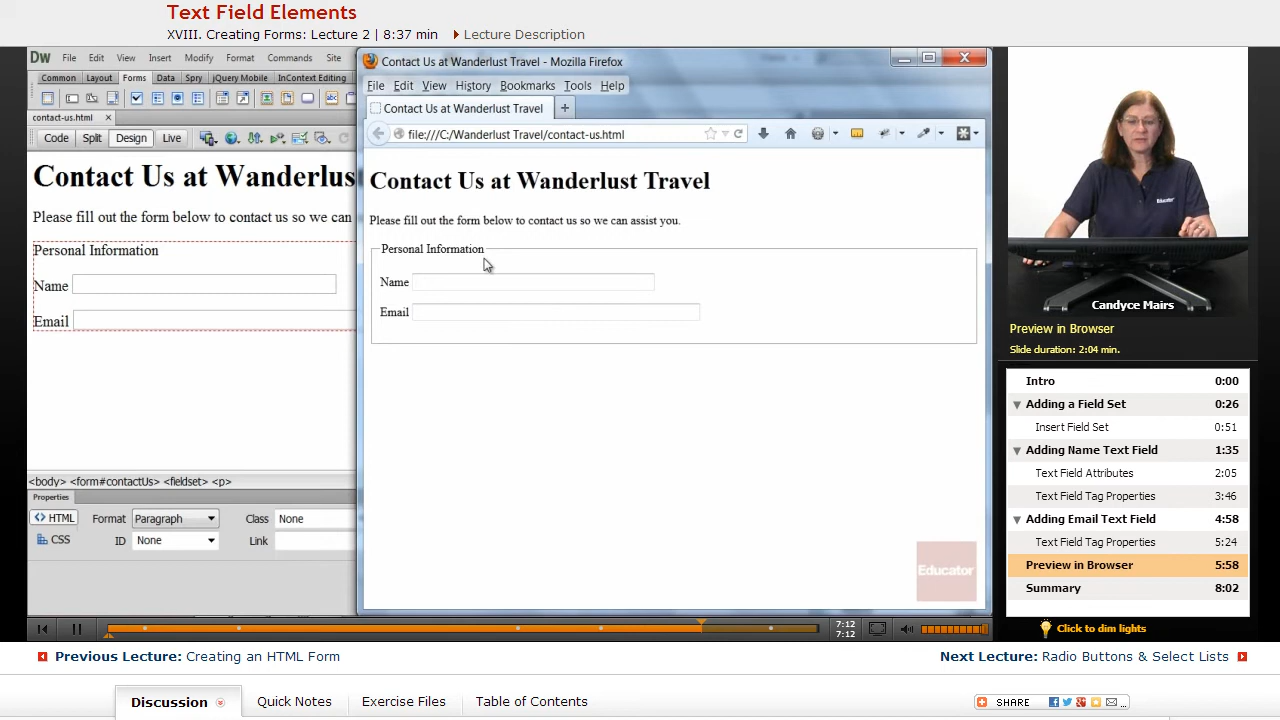 Text Field Elements
XVIII. Creating Forms: Lecture 2 | 8:37 min
Lecture Description
Dw File Edit View Insert Modify Format Commands Site
Common Layout Forms Data Spry jQuery Mobile InContext Editing
contact-us.html
Code Split Design Live
Contact Us at Wanderlus
Please fill out the form below to contact us so we can
Personal Information
Name
Email
<body> <form#contactUs> <fieldset> <p>
Properties
HTML Format Paragraph Class None
CSS ID None Link
Contact Us at Wanderlust Travel - Mozilla Firefox
File Edit View History Bookmarks Tools Help
Contact Us at Wanderlust Travel
file:///C:/Wanderlust Travel/contact-us.html
Contact Us at Wanderlust Travel
Please fill out the form below to contact us so we can assist you.
Personal Information
Name
Email
Educator
Educator
Candyce Mairs
Preview in Browser
Slide duration: 2:04 min.
Intro 0:00
Adding a Field Set 0:26
Insert Field Set 0:51
Adding Name Text Field 1:35
Text Field Attributes 2:05
Text Field Tag Properties 3:46
Adding Email Text Field 4:58
Text Field Tag Properties 5:24
Preview in Browser 5:58
Summary 8:02
7:12
7:12
Click to dim lights
Previous Lecture: Creating an HTML Form
Next Lecture: Radio Buttons & Select Lists
Discussion Quick Notes Exercise Files Table of Contents
SHARE